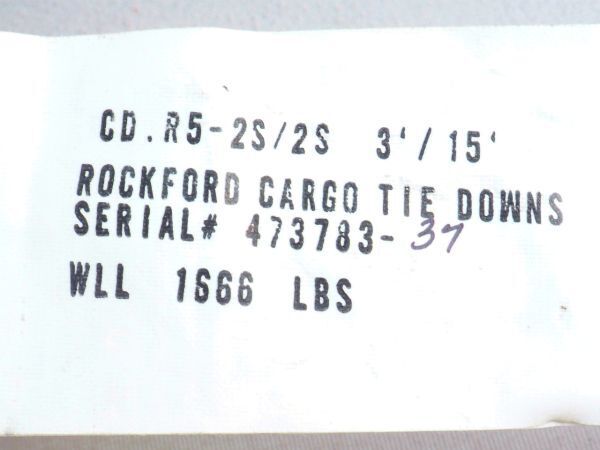 CD.R5-2S/2S 3'/15'
ROCKFORD CARGO TIE DOWNS
SERIAL# 473783-37
WLL 1666 LBS